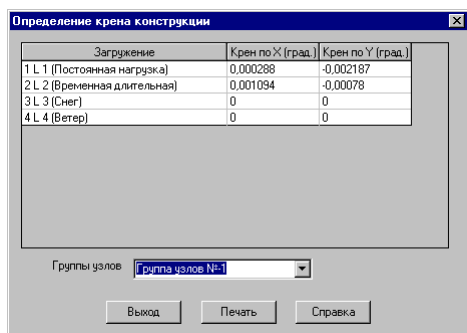 Определение крена конструкции
Загружение Крен по X (град.) Крен по Y (град.)
1 L 1 (Постоянная нагрузка) 0,000288 -0,002187
2 L 2 (Временная длительная) 0,001094 -0,00078
3 L 3 (Снег) 0 0
4 L 4 (Ветер) 0 0
Группы узлов Группа узлов №-1
Выход Печать Справка